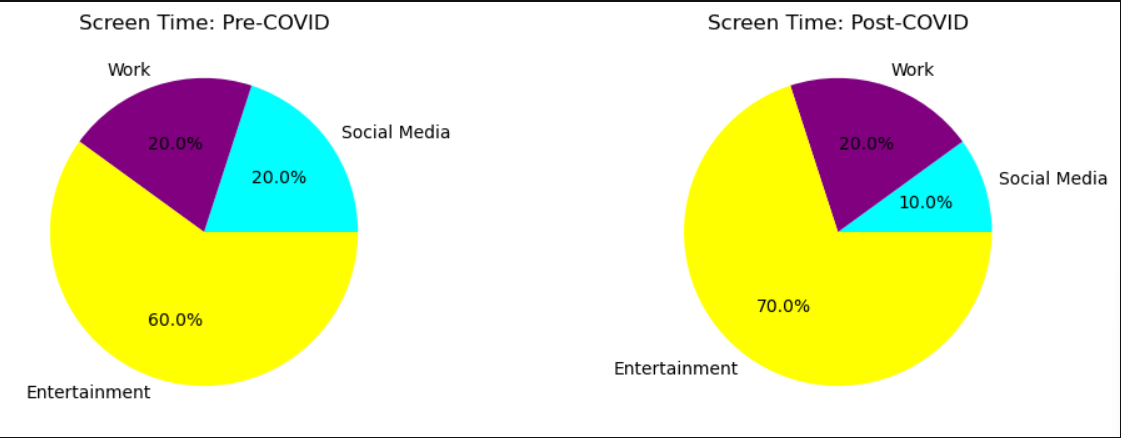 Screen Time: Pre-COVID
Work
20.0%
Social Media
20.0%
60.0%
Entertainment
Screen Time: Post-COVID
Work
20.0%
Social Media
10.0%
70.0%
Entertainment